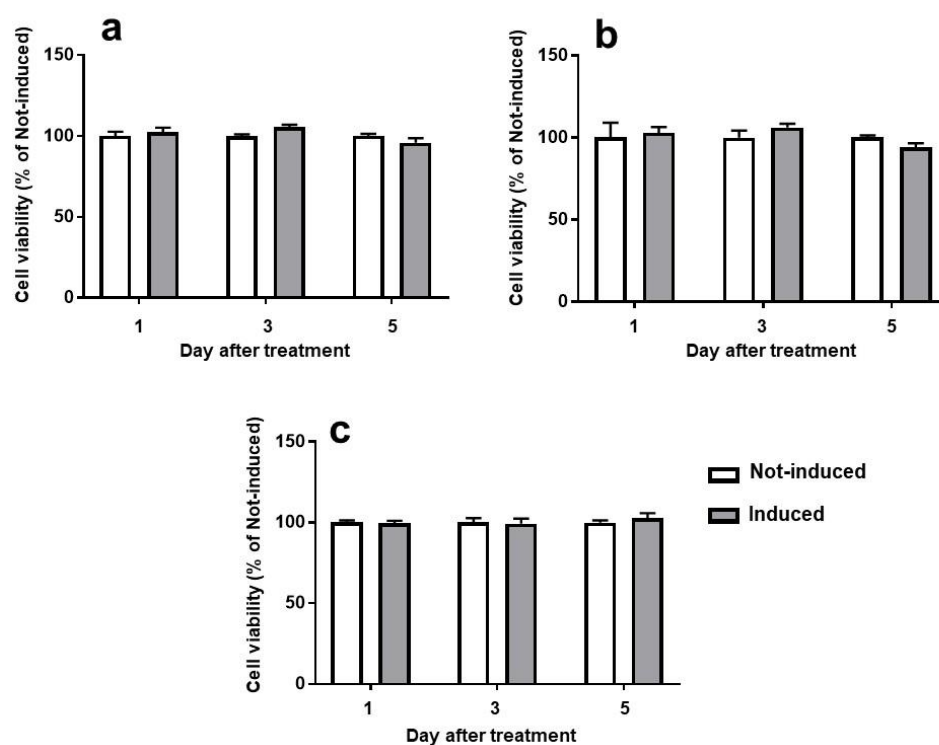 a
Cell viability (% of Not-induced)
150
100
50
0
1 3 5
Day after treatment
b
Cell viability (% of Not-induced)
150
100
50
0
1 3 5
Day after treatment
c
Cell viability (% of Not-induced)
150
100
50
0
1 3 5
Day after treatment
Not-induced
Induced